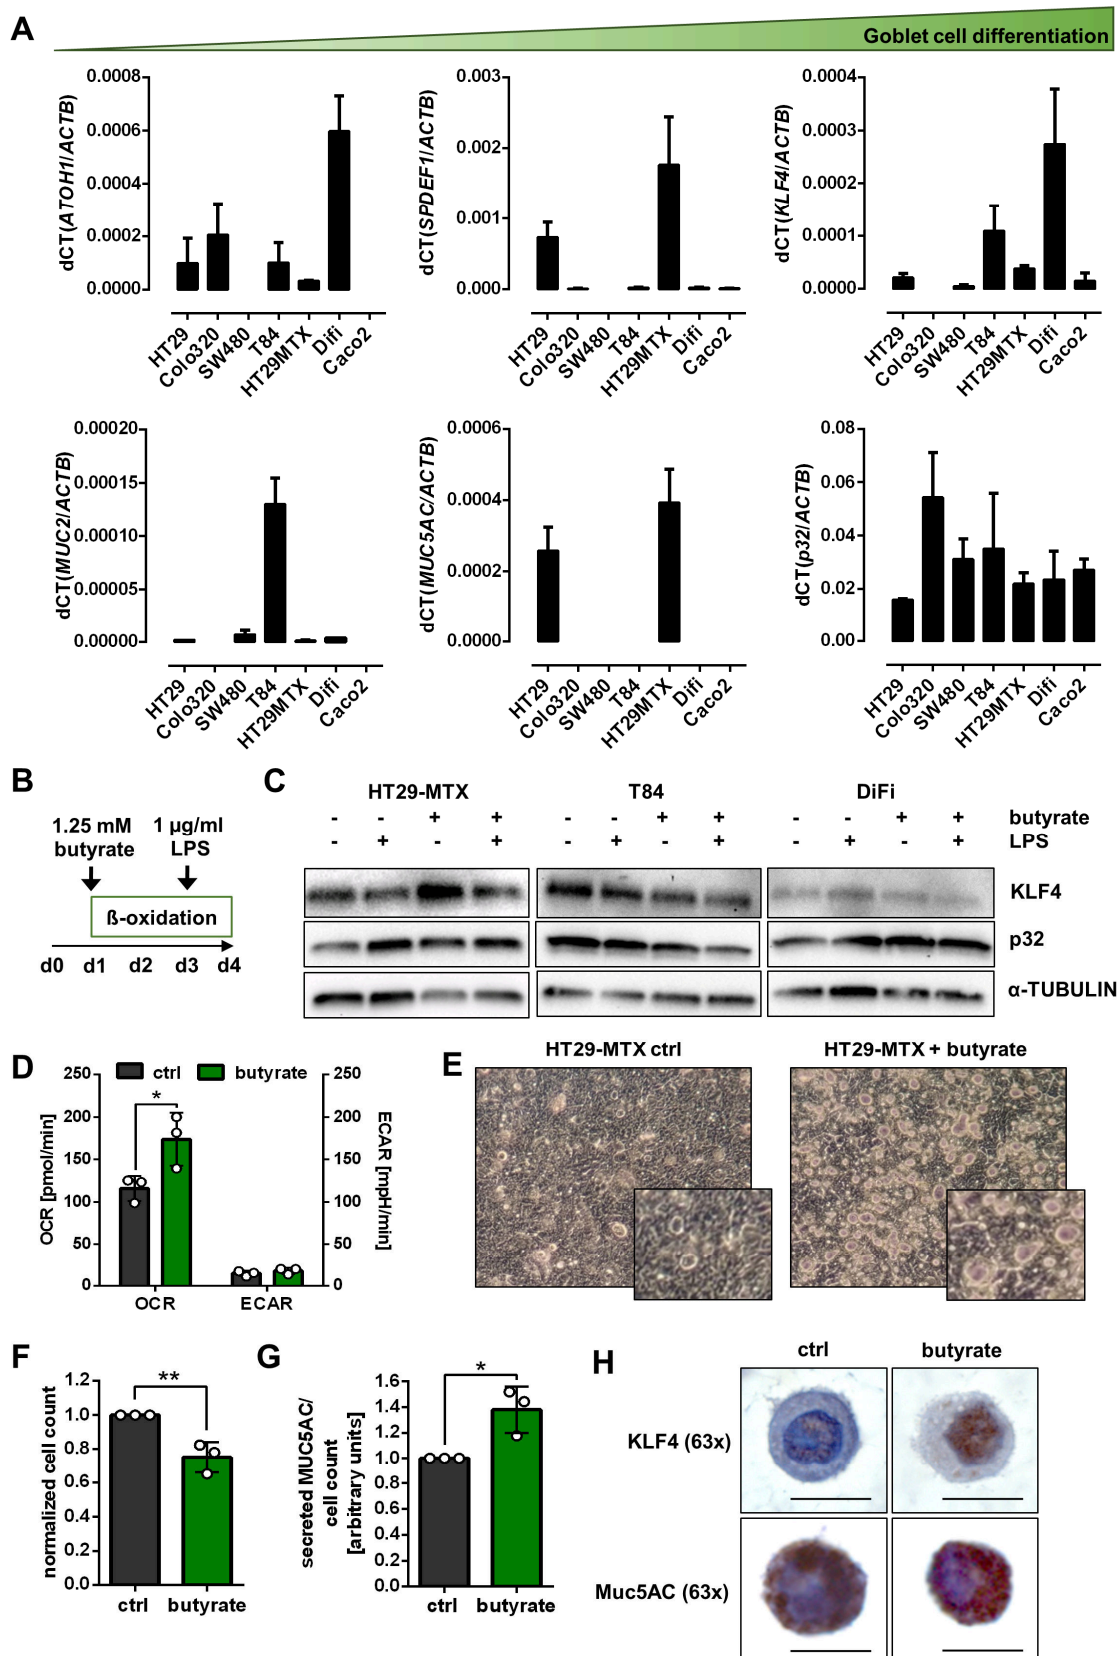 A
Goblet cell differentiation
dCT(ATOH1/ACTB)
0.0008
0.0006
0.0004
0.0002
0.0000
HT29
Colo320
SW480
T84
HT29MTX
Difi
Caco2
dCT(SPDEF1/ACTB)
0.003
0.002
0.001
0.000
HT29
Colo320
SW480
T84
HT29MTX
Difi
Caco2
dCT(KLF4/ACTB)
0.0004
0.0003
0.0002
0.0001
0.0000
HT29
Colo320
SW480
T84
HT29MTX
Difi
Caco2
dCT(MUC2/ACTB)
0.00020
0.00015
0.00010
0.00005
0.00000
HT29
Colo320
SW480
T84
HT29MTX
Difi
Caco2
dCT(MUC5AC/ACTB)
0.0006
0.0004
0.0002
0.0000
HT29
Colo320
SW480
T84
HT29MTX
Difi
Caco2
dCT(p32/ACTB)
0.08
0.06
0.04
0.02
0.00
HT29
Colo320
SW480
T84
HT29MTX
Difi
Caco2
B
1.25 mM
butyrate
1 µg/ml
LPS
ß-oxidation
d0 d1 d2 d3 d4
C
HT29-MTX T84 DiFi
- - + + - - + + - - + + butyrate
- + - + - + - + - + - + LPS
KLF4
p32
α-TUBULIN
D
ctrl butyrate
OCR [pmol/min]
250
200
150
100
50
0
*
OCR ECAR
250
200
150
100
50
0
ECAR [mpH/min]
E
HT29-MTX ctrl HT29-MTX + butyrate
F
normalized cell count
1.2
1.0
0.8
0.6
0.4
0.2
0.0
**
ctrl butyrate
G
secreted MUC5AC/
cell count
[arbitrary units]
1.6
1.4
1.2
1.0
0.8
0.6
0.4
0.2
0.0
*
ctrl butyrate
H
ctrl butyrate
KLF4 (63x)
Muc5AC (63x)